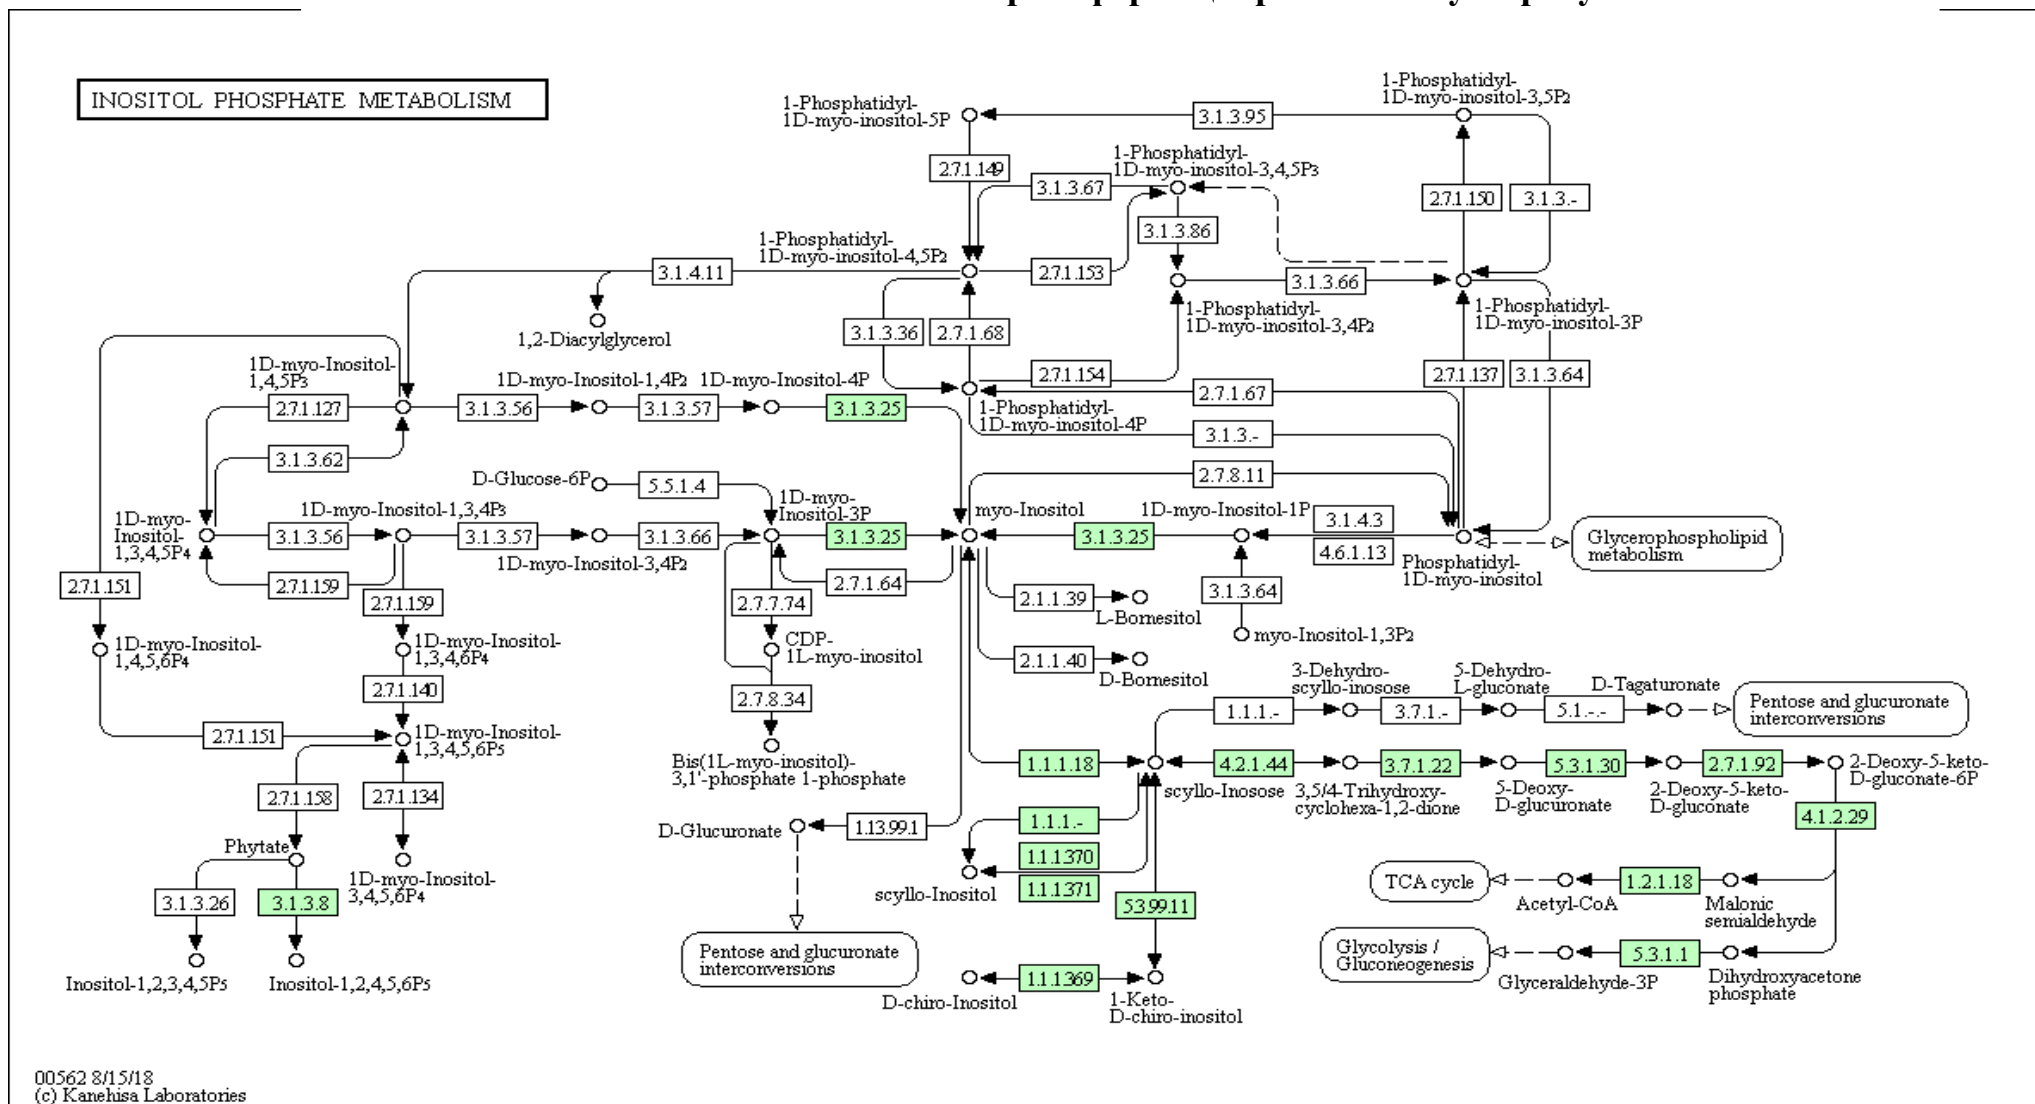 INOSITOL PHOSPHATE METABOLISM
1-Phosphatidyl-
1D-myo-inositol-3,5P2
1-Phosphatidyl-
1D-myo-inositol-5P
3.1.3.95
2.7.1.149
1-Phosphatidyl-
1D-myo-inositol-3,4,5P3
3.1.3.67
2.7.1.150
3.1.3.-
3.1.3.86
1-Phosphatidyl-
1D-myo-inositol-4,5P2
3.1.4.11
2.7.1.153
3.1.3.66
1,2-Diacylglycerol
3.1.3.36
2.7.1.68
1-Phosphatidyl-
1D-myo-inositol-3,4P2
1-Phosphatidyl-
1D-myo-inositol-3P
1D-myo-Inositol-
1,4,5P3
1D-myo-Inositol-1,4P2
1D-myo-Inositol-4P
2.7.1.154
2.7.1.137
3.1.3.64
2.7.1.67
2.7.1.127
3.1.3.56
3.1.3.57
3.1.3.25
1-Phosphatidyl-
1D-myo-inositol-4P
3.1.3.-
3.1.3.62
D-Glucose-6P
5.5.1.4
2.7.8.11
1D-myo-
Inositol-
1,3,4,5P4
1D-myo-Inositol-1,3,4P3
1D-myo-
Inositol-3P
myo-Inositol
1D-myo-Inositol-1P
3.1.4.3
3.1.3.56
3.1.3.57
3.1.3.66
3.1.3.25
3.1.3.25
4.6.1.13
Glycerophospholipid
metabolism
1D-myo-Inositol-3,4P2
Phosphatidyl-
1D-myo-inositol
2.7.1.151
2.7.1.159
2.7.1.159
2.7.7.74
2.7.1.64
2.1.1.39
L-Bornesitol
3.1.3.64
myo-Inositol-1,3P2
1D-myo-Inositol-
1,4,5,6P4
1D-myo-Inositol-
1,3,4,6P4
CDP-
1L-myo-inositol
2.1.1.40
D-Bornesitol
2.7.1.140
2.7.8.34
3-Dehydro-
scyllo-inosose
5-Dehydro-
L-gluconate
D-Tagaturonate
1.1.1.-
3.7.1.-
5.1.-.-
Pentose and glucuronate
interconversions
2.7.1.151
1D-myo-Inositol-
1,3,4,5,6P5
Bis(1L-myo-inositol)-
3,1'-phosphate 1-phosphate
1.1.1.18
4.2.1.44
3.7.1.22
5.3.1.30
2.7.1.92
2-Deoxy-5-keto-
D-gluconate-6P
scyllo-Inosose
3,5/4-Trihydroxy-
cyclohexa-1,2-dione
5-Deoxy-
D-glucuronate
2-Deoxy-5-keto-
D-gluconate
2.7.1.158
2.7.1.134
D-Glucuronate
1.13.99.1
1.1.1.-
4.1.2.29
Phytate
1.1.1.370
1.1.1.371
scyllo-Inositol
1D-myo-Inositol-
3,4,5,6P4
3.1.3.26
3.1.3.8
5.3.99.11
TCA cycle
Acetyl-CoA
1.2.1.18
Malonic
semialdehyde
Pentose and glucuronate
interconversions
Glycolysis /
Gluconeogenesis
Glyceraldehyde-3P
5.3.1.1
Dihydroxyacetone
phosphate
Inositol-1,2,3,4,5P5
Inositol-1,2,4,5,6P5
D-chiro-Inositol
1.1.1.369
1-Keto-
D-chiro-inositol
00562 8/15/18
(c) Kanehisa Laboratories